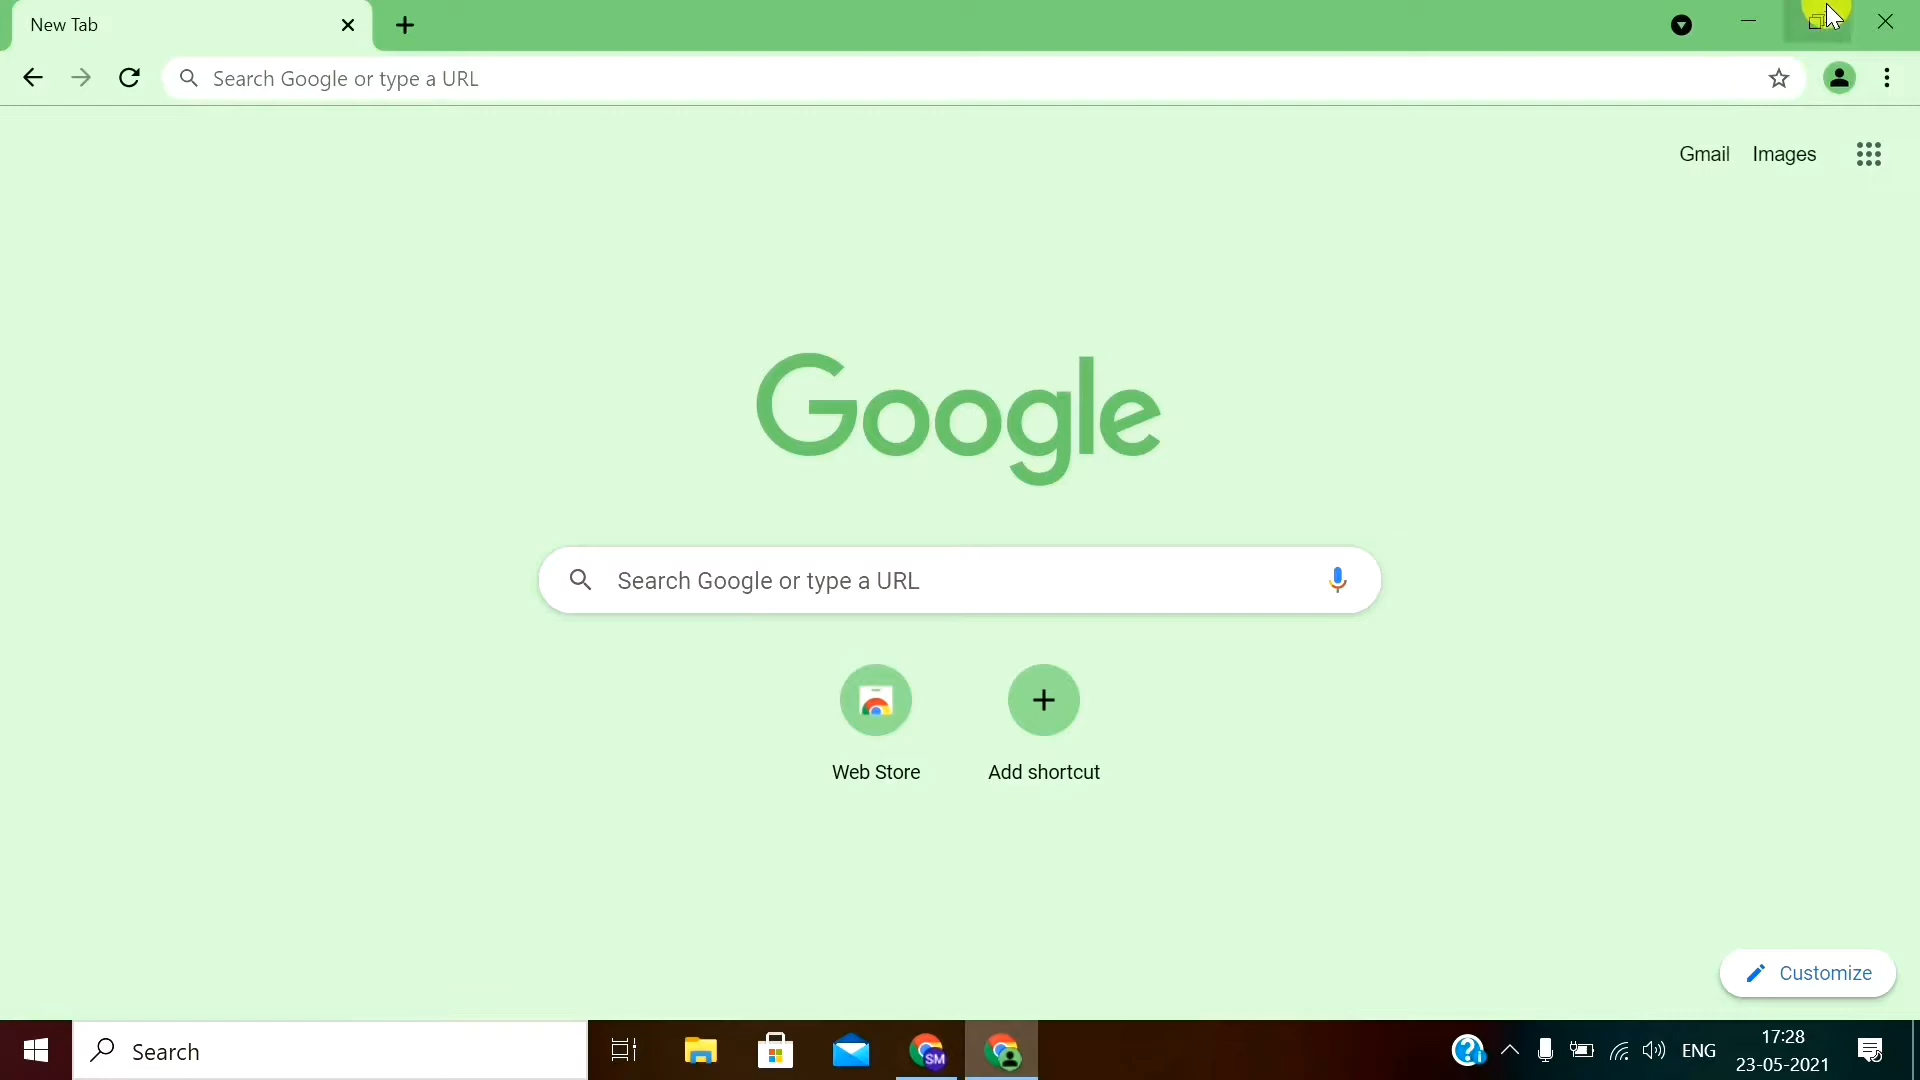 New Tab
Search Google or type a URL
Gmail Images
Google
Search Google or type a URL
Web Store Add shortcut
Customize
Search
SM
ENG
17:28
23-05-2021